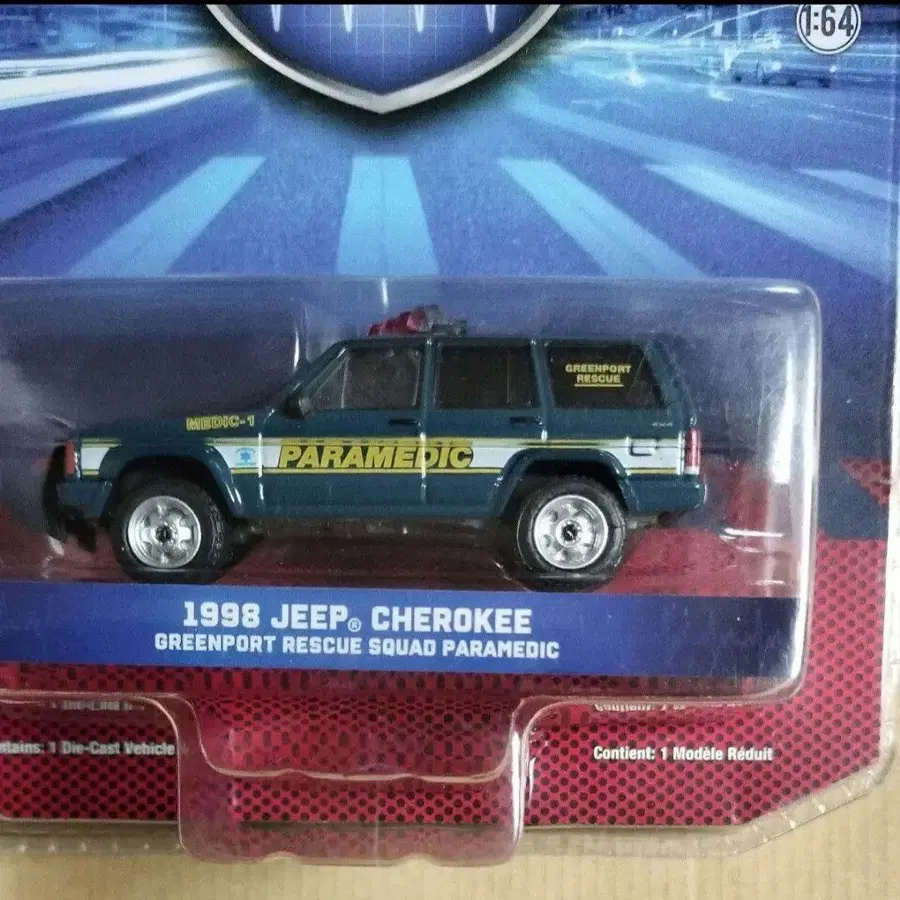 1:64
GREENPORT
RESCUE
MEDIC-1
4x4
PARAMEDIC
1998 JEEP® CHEROKEE
GREENPORT RESCUE SQUAD PARAMEDIC
1 Die-Cast Vehicle
Contient: 1 Modèle Réduit